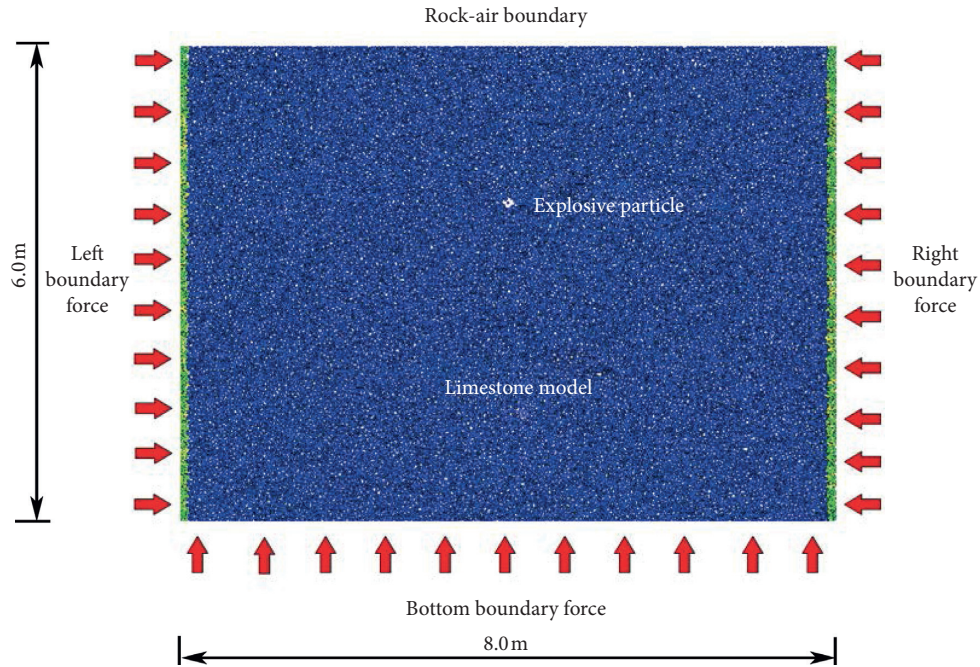 Rock-air boundary
Explosive particle
6.0 m
Left
boundary
force
Right
boundary
force
Limestone model
Bottom boundary force
8.0 m